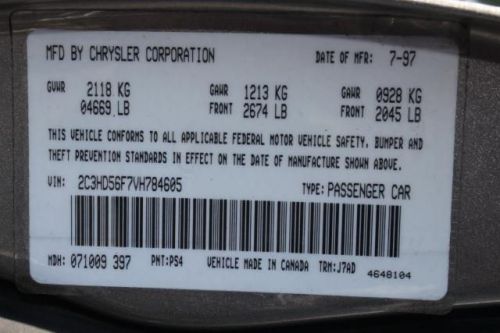 MFD BY CHRYSLER CORPORATION DATE OF MFR: 7-97
GVWR 2118 KG GAWR 1213 KG GAWR 0928 KG
04669 LB FRONT 2674 LB FRONT 2045 LB
THIS VEHICLE CONFORMS TO ALL APPLICABLE FEDERAL MOTOR VEHICLE SAFETY, BUMPER AND
THEFT PREVENTION STANDARDS IN EFFECT ON THE DATE OF MANUFACTURE SHOWN ABOVE.
VIN: 2C3HD56F7VH784605 TYPE: PASSENGER CAR
MDH: 071009 397 PNT: PS4 VEHICLE MADE IN CANADA TRM: J7AD
4648104